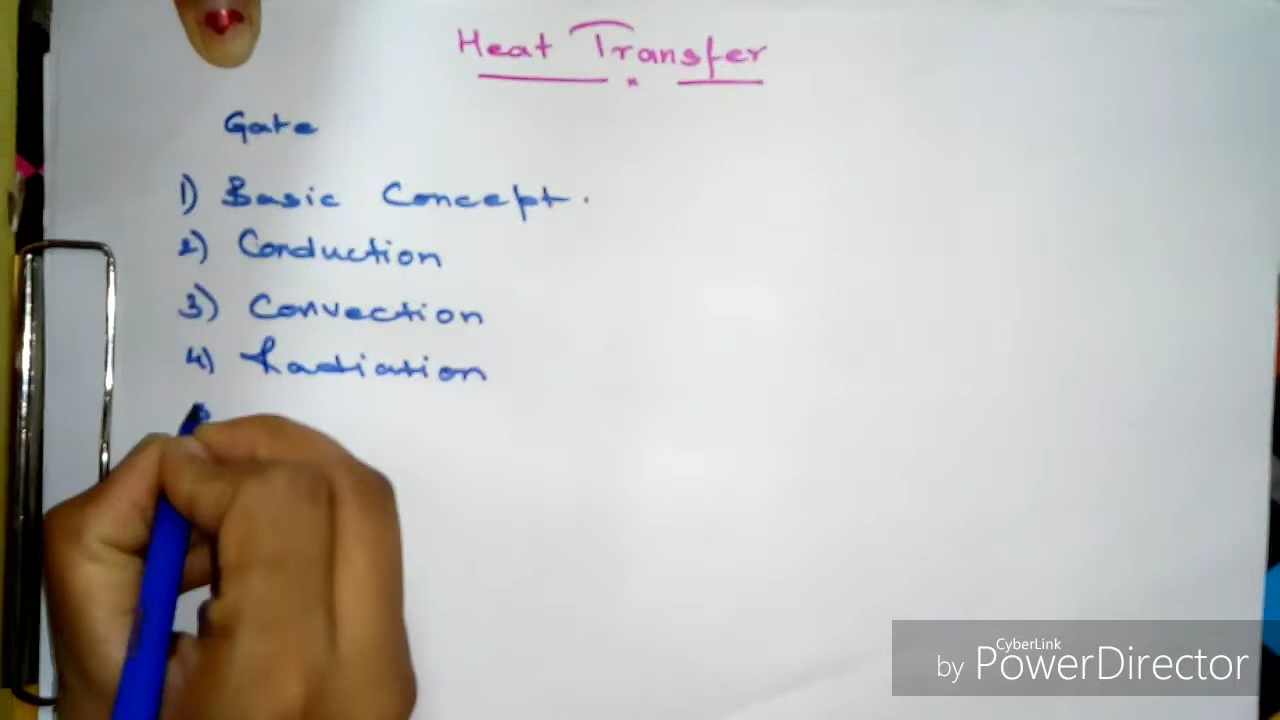 Heat Transfer
Gate
1) Basic Concept.
2) Conduction
3) Convection
4) Radiation
CyberLink
by PowerDirector